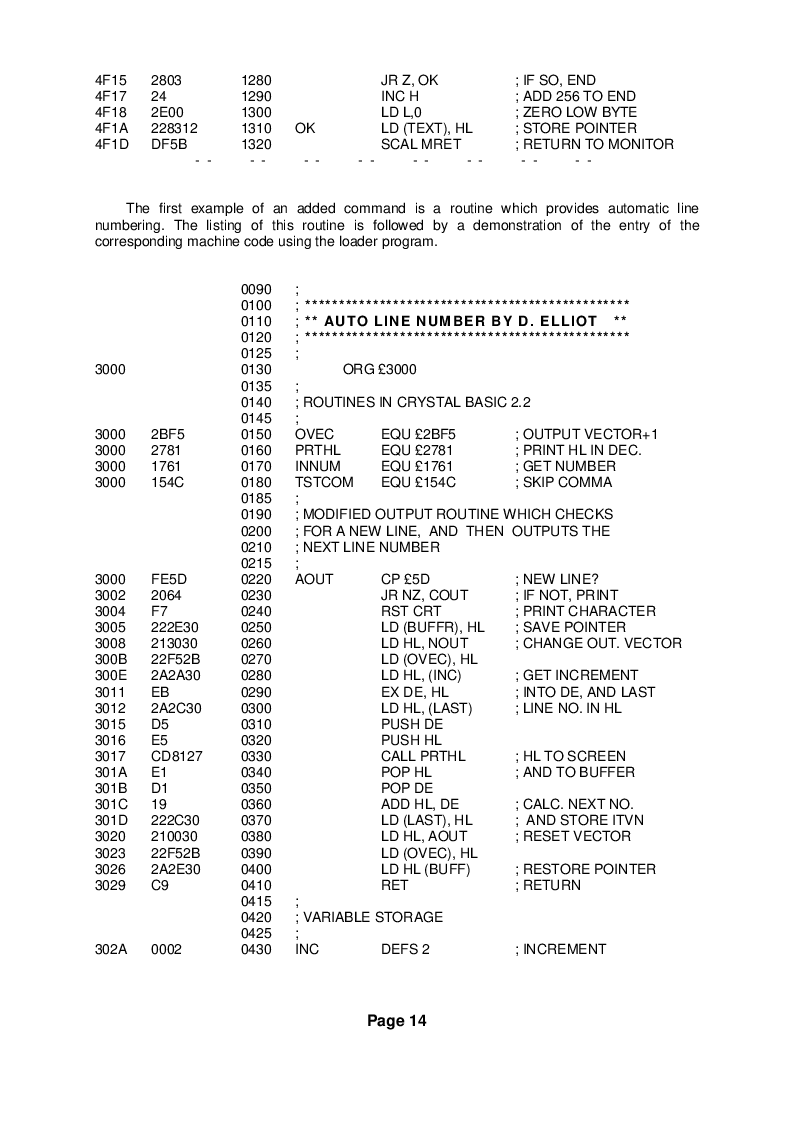 4F15 2803 1280 JR Z, OK ; IF SO, END
4F17 24 1290 INC H ; ADD 256 TO END
4F18 2E00 1300 LD L,0 ; ZERO LOW BYTE
4F1A 228312 1310 OK LD (TEXT), HL ; STORE POINTER
4F1D DF5B 1320 SCAL MRET ; RETURN TO MONITOR
- - - - - - - - - - - - - - - -
The first example of an added command is a routine which provides automatic line
numbering. The listing of this routine is followed by a demonstration of the entry of the
corresponding machine code using the loader program.
0090 ;
0100 ; ************************************************
0110 ; ** AUTO LINE NUMBER BY D. ELLIOT **
0120 ; ************************************************
0125 ;
3000 0130 ORG £3000
0135 ;
0140 ; ROUTINES IN CRYSTAL BASIC 2.2
0145 ;
3000 2BF5 0150 OVEC EQU £2BF5 ; OUTPUT VECTOR+1
3000 2781 0160 PRTHL EQU £2781 ; PRINT HL IN DEC.
3000 1761 0170 INNUM EQU £1761 ; GET NUMBER
3000 154C 0180 TSTCOM EQU £154C ; SKIP COMMA
0185 ;
0190 ; MODIFIED OUTPUT ROUTINE WHICH CHECKS
0200 ; FOR A NEW LINE, AND THEN OUTPUTS THE
0210 ; NEXT LINE NUMBER
0215 ;
3000 FE5D 0220 AOUT CP £5D ; NEW LINE?
3002 2064 0230 JR NZ, COUT ; IF NOT, PRINT
3004 F7 0240 RST CRT ; PRINT CHARACTER
3005 222E30 0250 LD (BUFFR), HL ; SAVE POINTER
3008 213030 0260 LD HL, NOUT ; CHANGE OUT. VECTOR
300B 22F52B 0270 LD (OVEC), HL
300E 2A2A30 0280 LD HL, (INC) ; GET INCREMENT
3011 EB 0290 EX DE, HL ; INTO DE, AND LAST
3012 2A2C30 0300 LD HL, (LAST) ; LINE NO. IN HL
3015 D5 0310 PUSH DE
3016 E5 0320 PUSH HL
3017 CD8127 0330 CALL PRTHL ; HL TO SCREEN
301A E1 0340 POP HL ; AND TO BUFFER
301B D1 0350 POP DE
301C 19 0360 ADD HL, DE ; CALC. NEXT NO.
301D 222C30 0370 LD (LAST), HL ; AND STORE ITVN
3020 210030 0380 LD HL, AOUT ; RESET VECTOR
3023 22F52B 0390 LD (OVEC), HL
3026 2A2E30 0400 LD HL (BUFF) ; RESTORE POINTER
3029 C9 0410 RET ; RETURN
0415 ;
0420 ; VARIABLE STORAGE
0425 ;
302A 0002 0430 INC DEFS 2 ; INCREMENT
Page 14